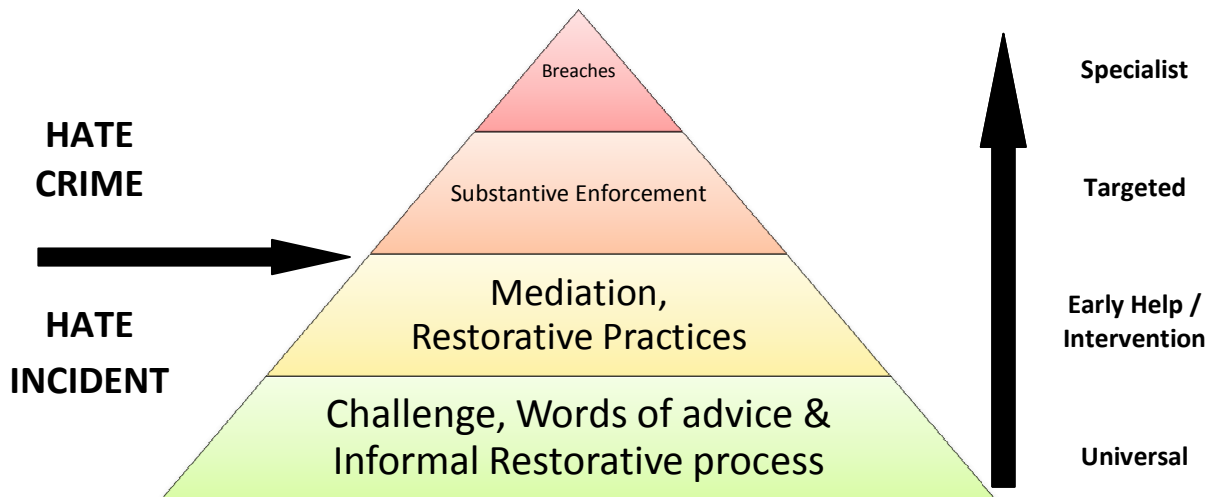 HATE
CRIME
HATE
INCIDENT
Breaches
Substantive Enforcement
Mediation,
Restorative Practices
Challenge, Words of advice &
Informal Restorative process
Specialist
Targeted
Early Help /
Intervention
Universal